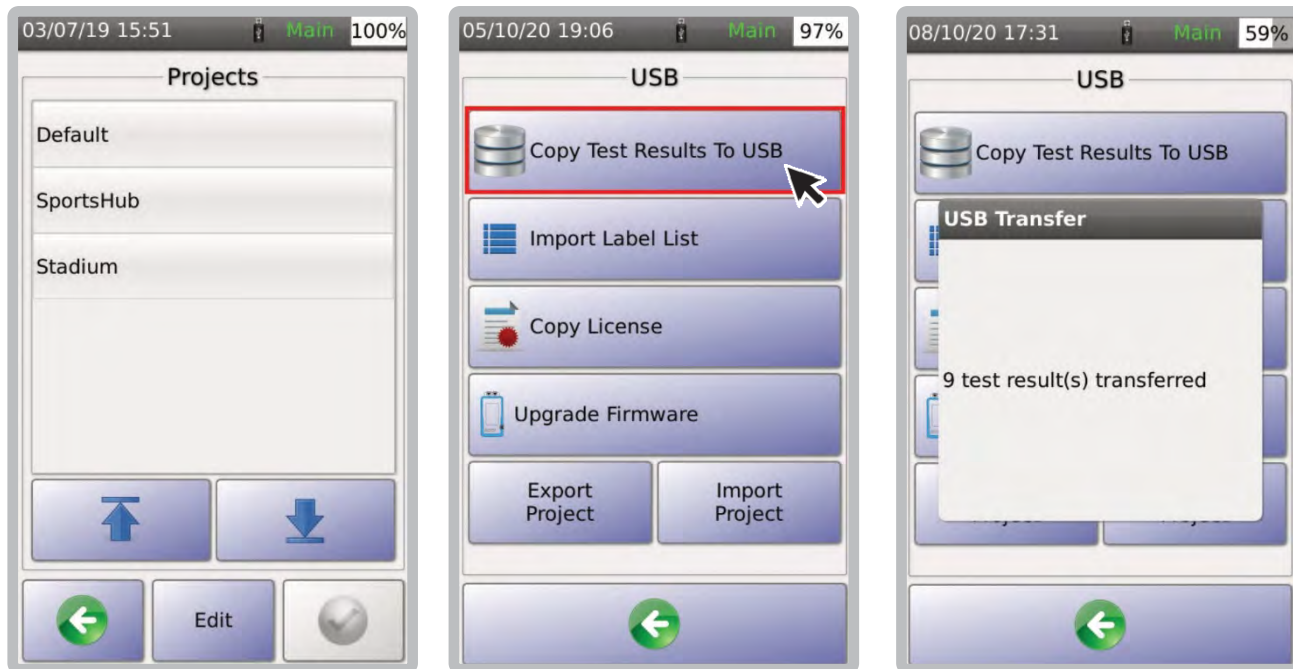 03/07/19 15:51 Main 100%
Projects
Default
SportsHub
Stadium
Edit
05/10/20 19:06 Main 97%
USB
Copy Test Results To USB
Import Label List
Copy License
Upgrade Firmware
Export
Project
Import
Project
08/10/20 17:31 Main 59%
USB
Copy Test Results To USB
USB Transfer
9 test result(s) transferred